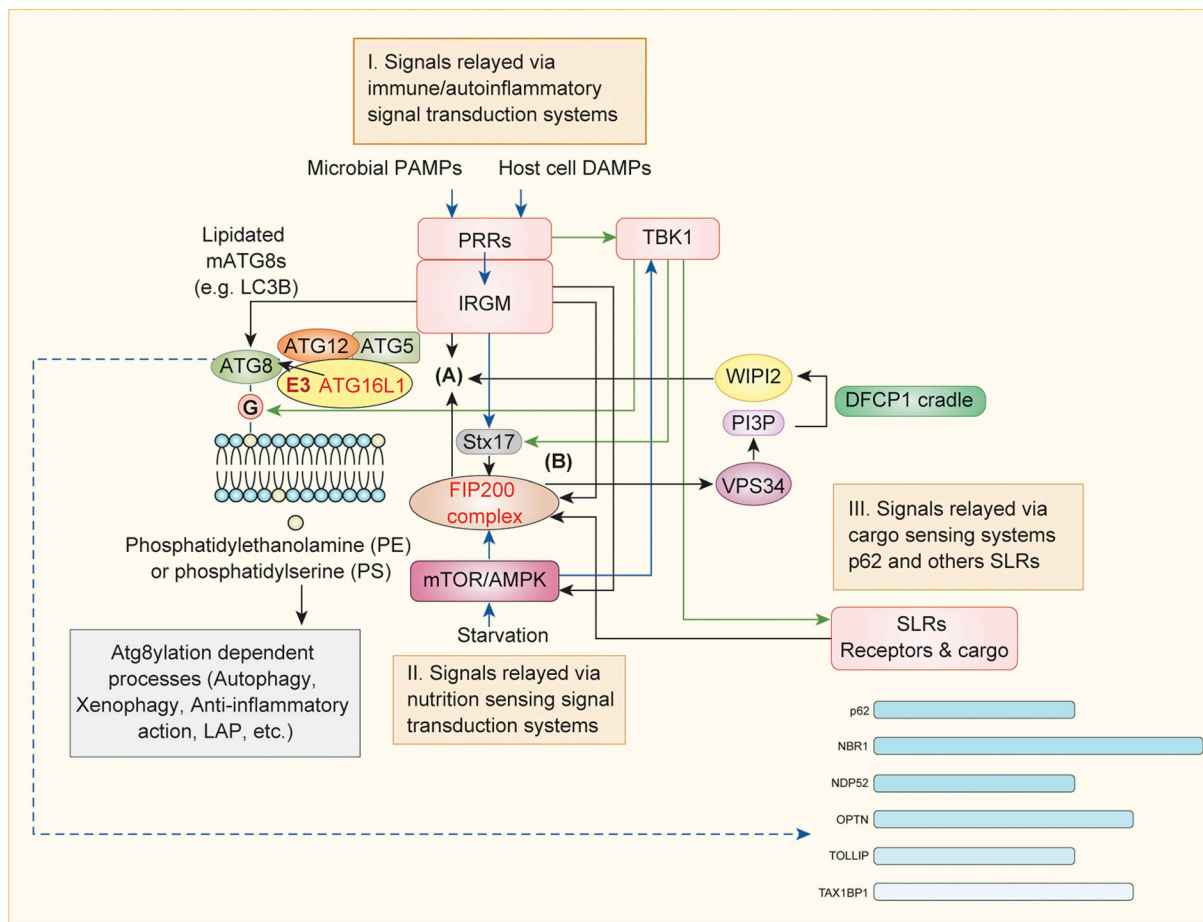 I. Signals relayed via
immune/autoinflammatory
signal transduction systems
Microbial PAMPs
Host cell DAMPs
PRRs
TBK1
IRGM
Lipidated
mATG8s
(e.g. LC3B)
ATG12
ATG5
ATG8
E3 ATG16L1
(A)
WIPI2
DFCP1 cradle
G
PI3P
Stx17
(B)
VPS34
FIP200
complex
III. Signals relayed via
cargo sensing systems
p62 and others SLRs
Phosphatidylethanolamine (PE)
or phosphatidylserine (PS)
mTOR/AMPK
Starvation
SLRs
Receptors & cargo
Atg8ylation dependent
processes (Autophagy,
Xenophagy, Anti-inflammatory
action, LAP, etc.)
II. Signals relayed via
nutrition sensing signal
transduction systems
p62
NBR1
NDP52
OPTN
TOLLIP
TAX1BP1